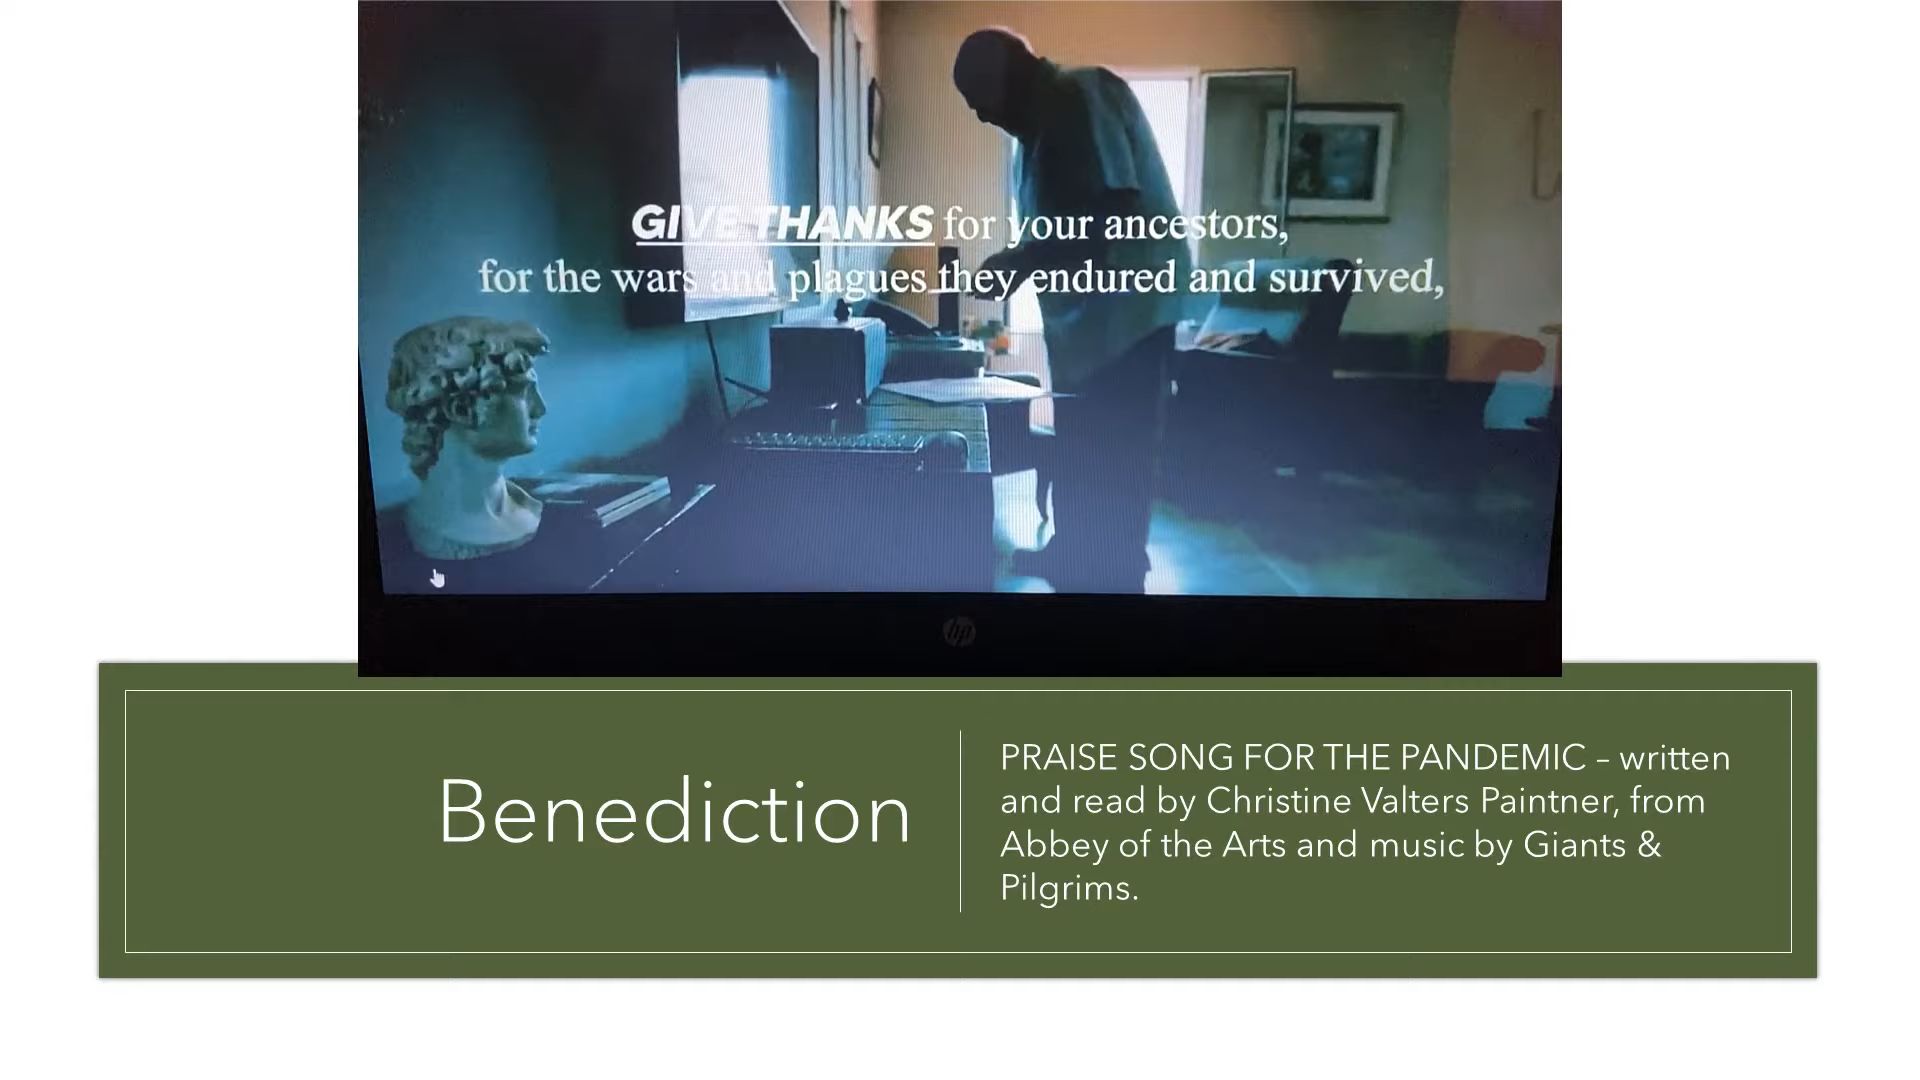 GIVE THANKS for your ancestors,
for the wars and plagues they endured and survived,
hp
Benediction
PRAISE SONG FOR THE PANDEMIC – written
and read by Christine Valters Paintner, from
Abbey of the Arts and music by Giants &
Pilgrims.